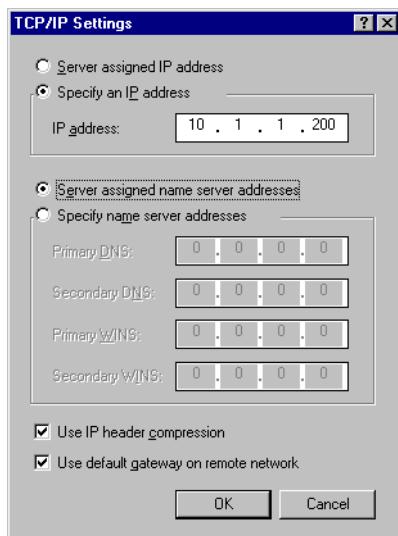 TCP/IP Settings
Server assigned IP address
Specify an IP address
IP address: 10 . 1 . 1 . 200
Server assigned name server addresses
Specify name server addresses
Primary DNS: 0 . 0 . 0 . 0
Secondary DNS: 0 . 0 . 0 . 0
Primary WINS: 0 . 0 . 0 . 0
Secondary WINS: 0 . 0 . 0 . 0
Use IP header compression
Use default gateway on remote network
OK Cancel